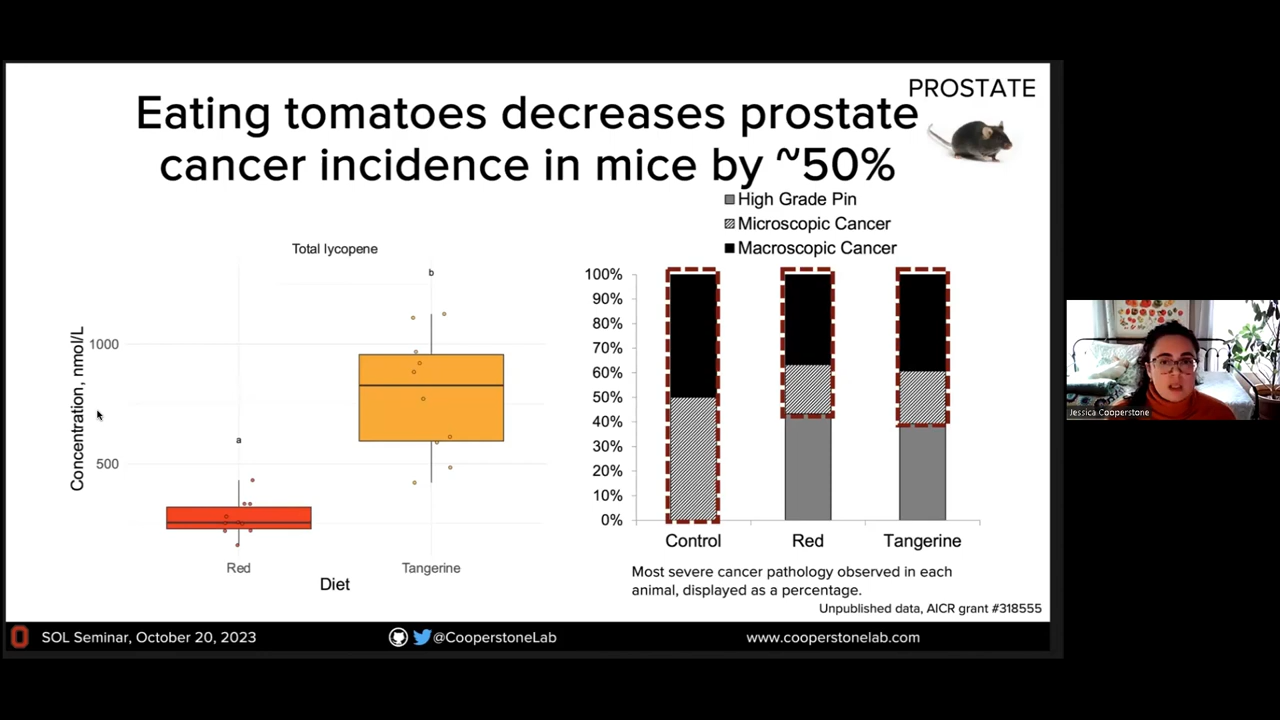 PROSTATE
Eating tomatoes decreases prostate
cancer incidence in mice by ~50%
High Grade Pin
Microscopic Cancer
Macroscopic Cancer
Total lycopene
b
a
Concentration, nmol/L
1000
500
Red
Tangerine
Diet
100%
90%
80%
70%
60%
50%
40%
30%
20%
10%
0%
Control
Red
Tangerine
Most severe cancer pathology observed in each
animal, displayed as a percentage.
Unpublished data, AICR grant #318555
SOL Seminar, October 20, 2023
@CooperstoneLab
www.cooperstonelab.com
Jessica Cooperstone